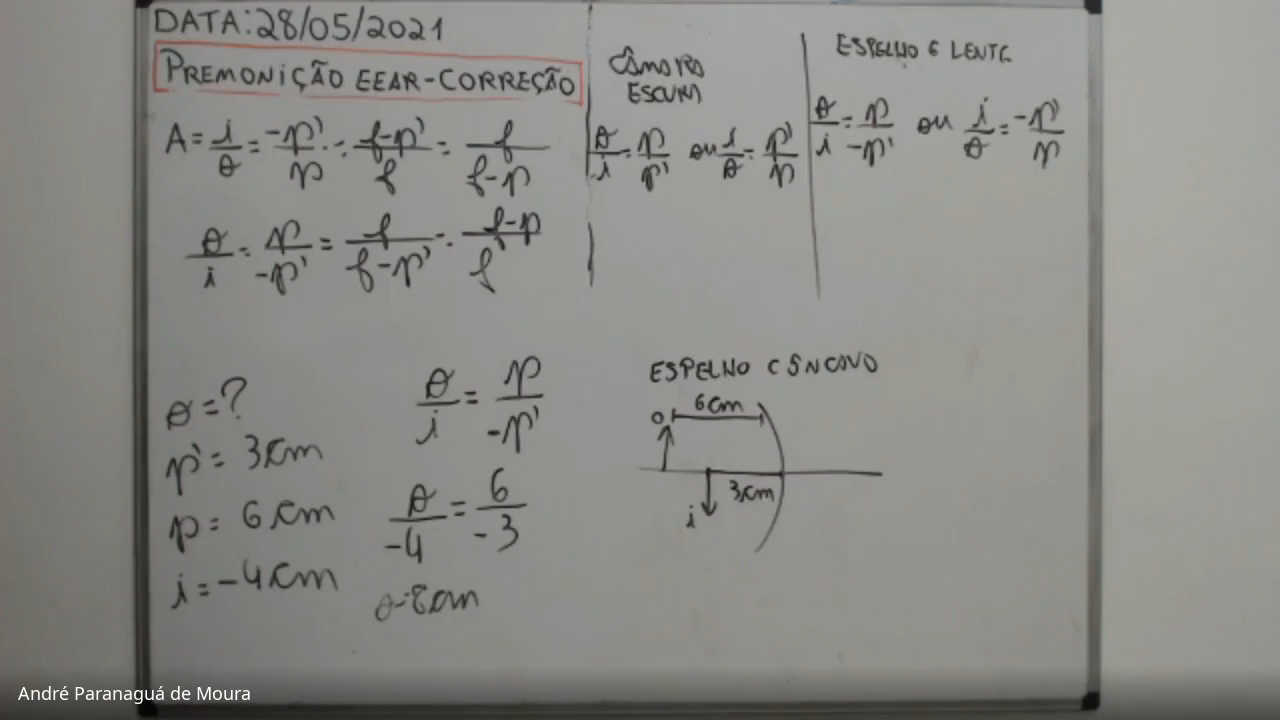 DATA: 28/05/2021
PREMONIÇÃO EEAR-CORREÇÃO
A = i/o = -p'/p = f-p'/f = f/f-p
o/i = p/-p' = f/f-p' = f-p/f
CÂMARA
ESCURA
o/i = p/p' ou i/o = p'/p
ESPELHO E LENTE
o/i = p/-p' ou i/o = -p'/p
o = ?
p' = 3cm
p = 6cm
i = -4cm
o/i = p/-p'
o/-4 = 6/-3
o = 8cm
ESPELHO CÔNCAVO
6cm
o
3cm
i
André Paranaguá de Moura